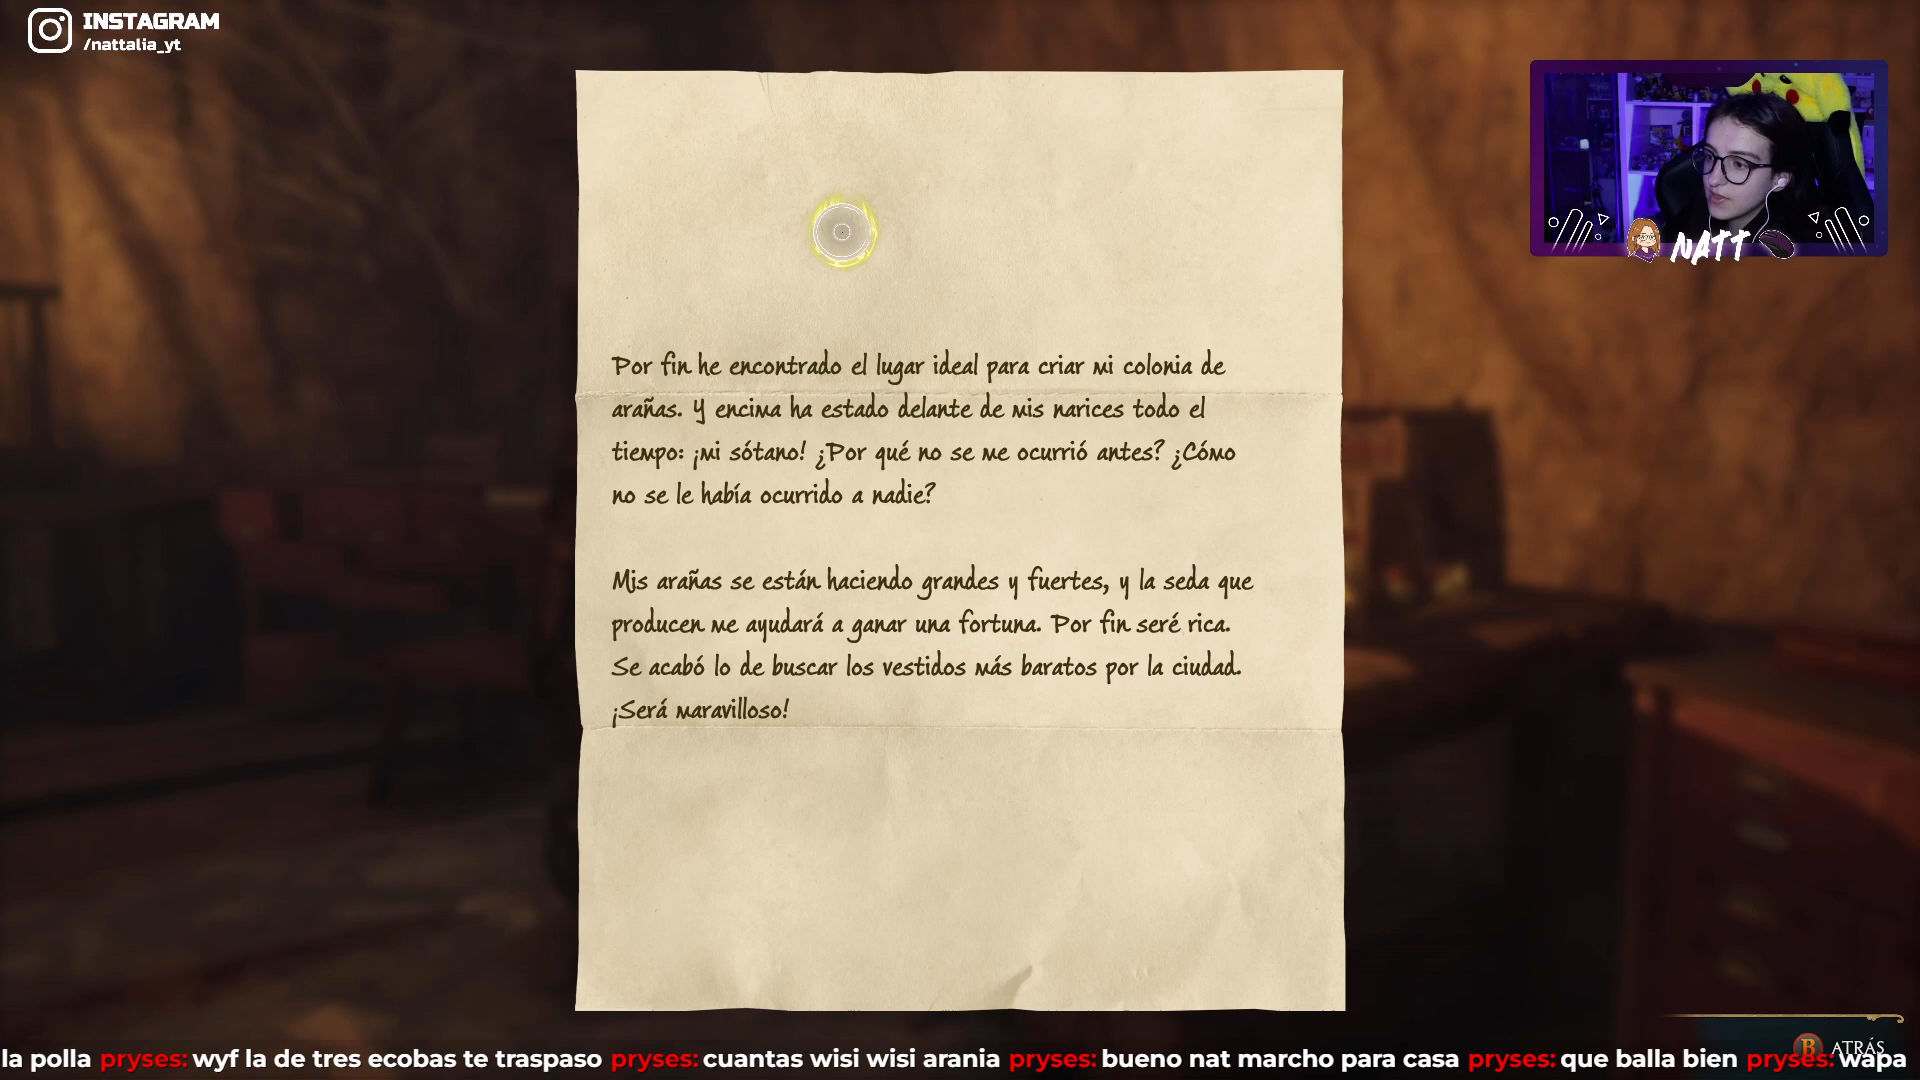 INSTAGRAM
/nattalia_yt
NATT
Por fin he encontrado el lugar ideal para criar mi colonia de
arañas. Y encima ha estado delante de mis narices todo el
tiempo: ¡mi sótano! ¿Por qué no se me ocurrió antes? ¿Cómo
no se le había ocurrido a nadie?
Mis arañas se están haciendo grandes y fuertes, y la seda que
producen me ayudará a ganar una fortuna. Por fin seré rica.
Se acabó lo de buscar los vestidos más baratos por la ciudad.
¡Será maravilloso!
B ATRÁS
la polla pryses: wyf la de tres ecobas te traspaso pryses: cuantas wisi wisi arania pryses: bueno nat marcho para casa pryses: que balla bien pryses: wapa